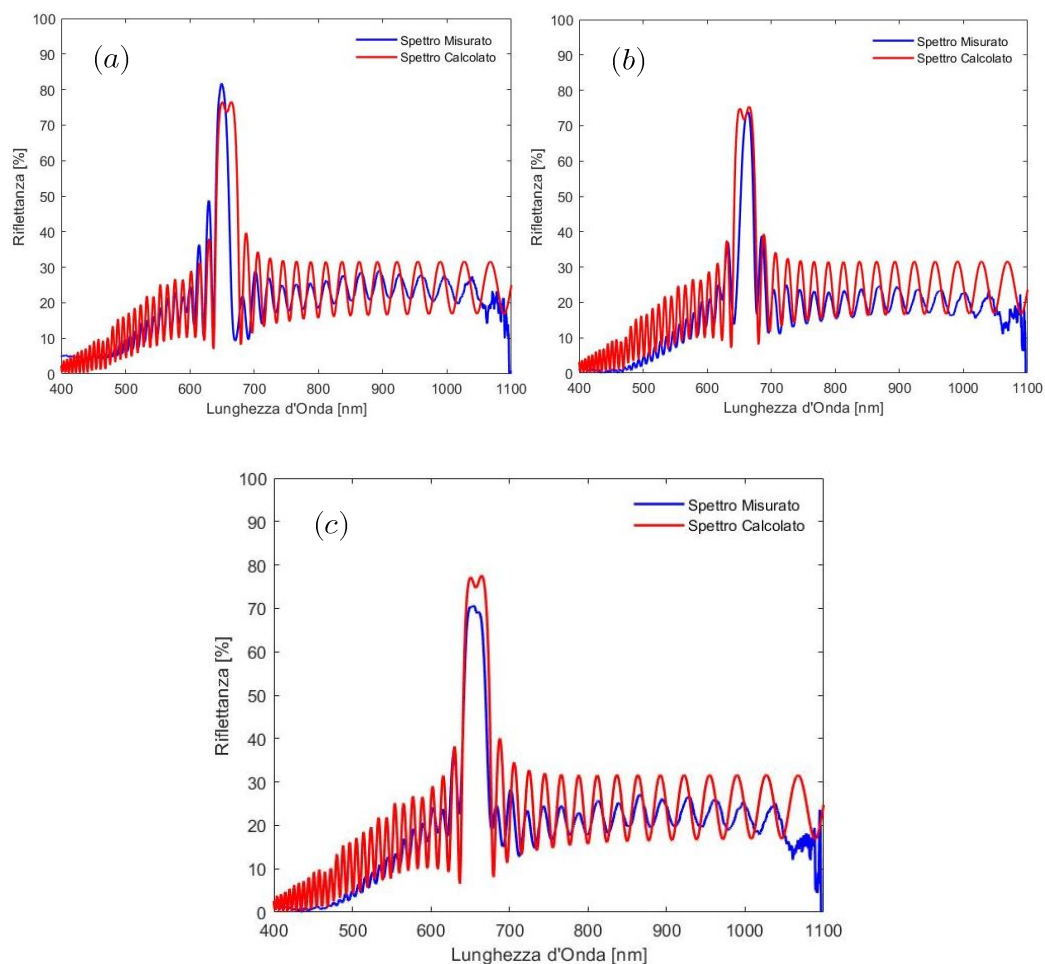 (a)
Spettro Misurato
Spettro Calcolato
Riflettanza [%]
100
90
80
70
60
50
40
30
20
10
0
400 500 600 700 800 900 1000 1100
Lunghezza d'Onda [nm]
(b)
Spettro Misurato
Spettro Calcolato
Riflettanza [%]
100
90
80
70
60
50
40
30
20
10
0
400 500 600 700 800 900 1000 1100
Lunghezza d'Onda [nm]
(c)
Spettro Misurato
Spettro Calcolato
Riflettanza [%]
100
90
80
70
60
50
40
30
20
10
0
400 500 600 700 800 900 1000 1100
Lunghezza d'Onda [nm]